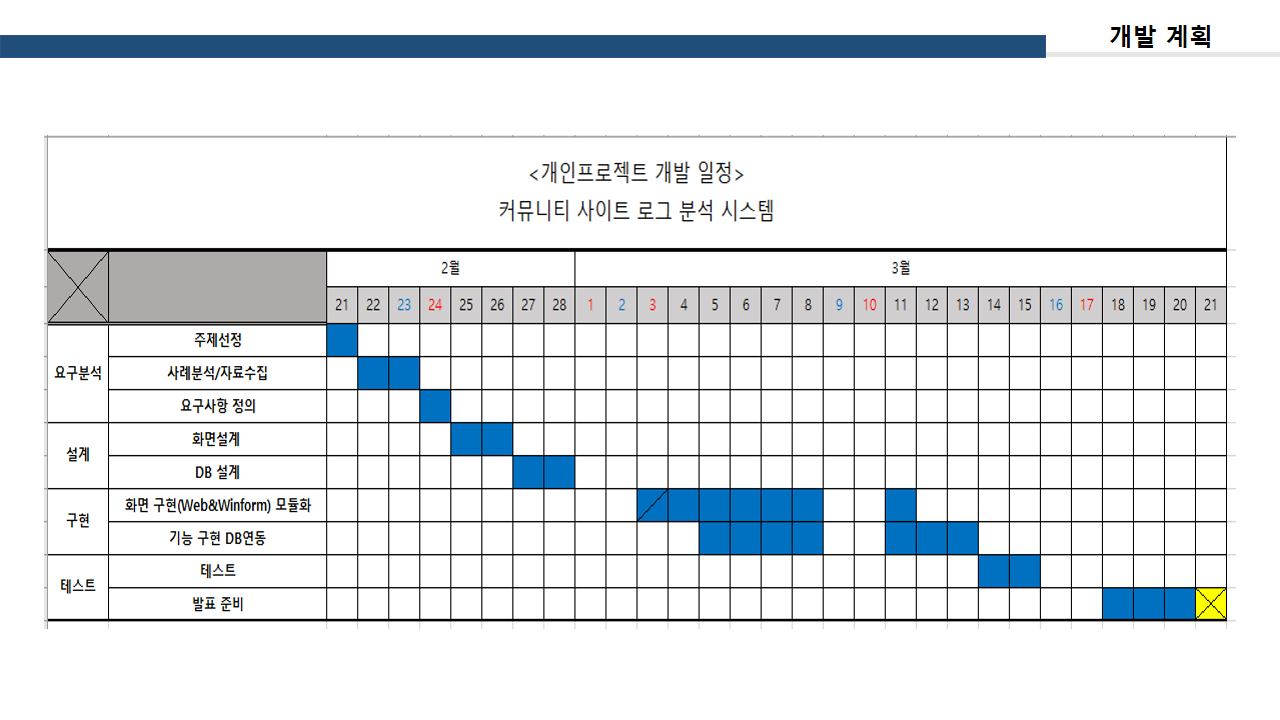 개발 계획
<개인프로젝트 개발 일정>
커뮤니티 사이트 로그 분석 시스템
2월 3월
21 22 23 24 25 26 27 28 1 2 3 4 5 6 7 8 9 10 11 12 13 14 15 16 17 18 19 20 21
요구분석
주제선정
사례분석/자료수집
요구사항 정의
설계
화면설계
DB 설계
구현
화면 구현(Web&Winform) 모듈화
기능 구현 DB연동
테스트
테스트
발표 준비